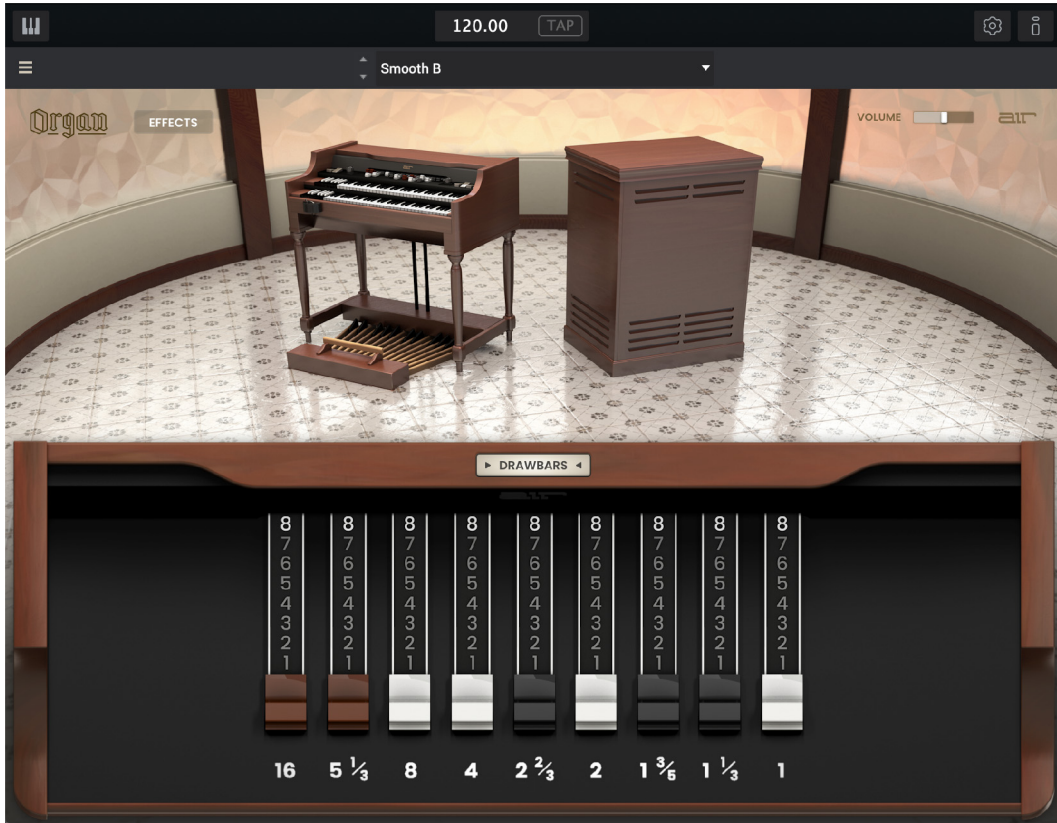 120.00 TAP
Smooth B
Organ EFFECTS VOLUME air
DRAWBARS
8 8 8 8 8 8 8 8 8
7 7 7 7 7 7 7 7 7
6 6 6 6 6 6 6 6 6
5 5 5 5 5 5 5 5 5
4 4 4 4 4 4 4 4 4
3 3 3 3 3 3 3 3 3
2 2 2 2 2 2 2 2 2
1 1 1 1 1 1 1 1 1
16 5 ⅓ 8 4 2 ⅔ 2 1 ⅗ 1 ⅓ 1